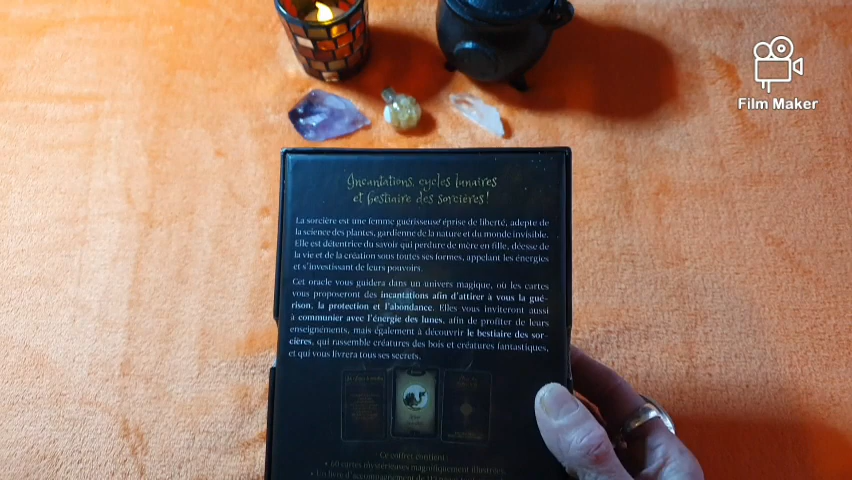 Film Maker
Incantations, cycles lunaires
et bestiaire des sorcières !
La sorcière est une femme guérisseuse éprise de liberté, adepte de
la science des plantes, gardienne de la nature et du monde invisible.
Elle est détentrice du savoir qui perdure de mère en fille, déesse de
la vie et de la création sous toutes ses formes, appelant les énergies
et s'investissant de leurs pouvoirs.
Cet oracle vous guidera dans un univers magique, où les cartes
vous proposeront des incantations afin d'attirer à vous la gué-
rison, la protection et l'abondance. Elles vous inviteront aussi
à communier avec l'énergie des lunes, afin de profiter de leurs
enseignements, mais également à découvrir le bestiaire des sor-
cières, qui rassemble créatures des bois et créatures fantastiques,
et qui vous livrera tous ses secrets.
Ce coffret contient :
• 60 cartes mystérieuses magnifiquement illustrées,
• Un livre d'accompagnement de